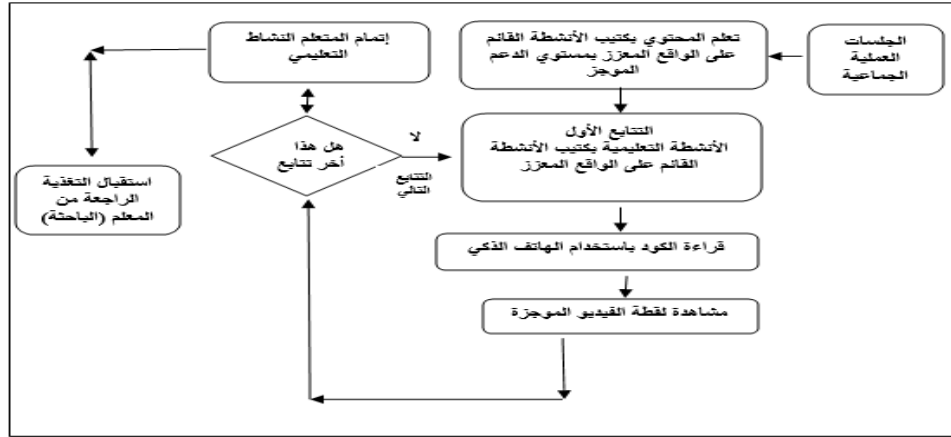 الجلسات
العملية
الجماعية
تعلم المحتوي بكتيب الأنشطة القائم
على الواقع المعزز بمستوي الدعم
الموجز
التتابع الأول
الأنشطة التعليمية بكتيب الأنشطة
القائم على الواقع المعزز
قراءة الكود باستخدام الهاتف الذكي
مشاهدة لقطة الفيديو الموجزة
هل هذا
أخر تتابع
لا
التتابع
التالي
إتمام المتعلم النشاط
التعليمي
استقبال التغذية
الراجعة من
المعلم (الباحثة)